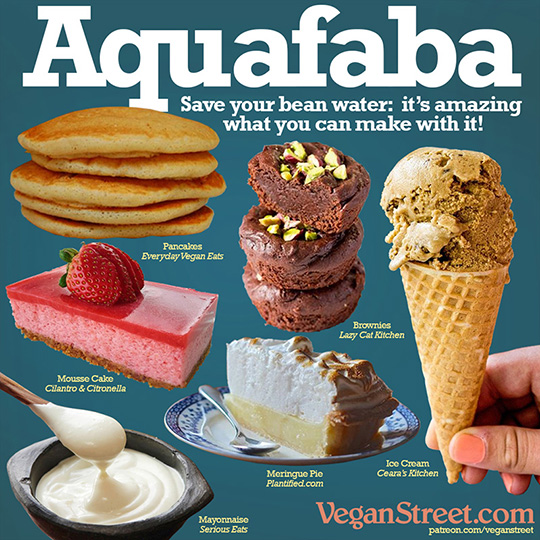 Aquafaba
Save your bean water: it's amazing
what you can make with it!
Pancakes
Everyday Vegan Eats
Brownies
Lazy Cat Kitchen
Mousse Cake
Cilantro & Citronella
Meringue Pie
Plantified.com
Ice Cream
Ceara's Kitchen
Mayonnaise
Serious Eats
VeganStreet.com
patreon.com/veganstreet